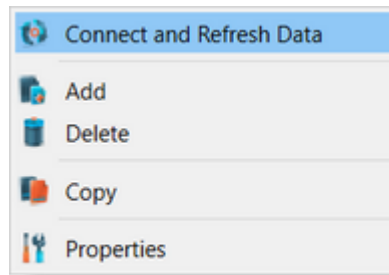 Connect and Refresh Data
Add
Delete
Copy
Properties